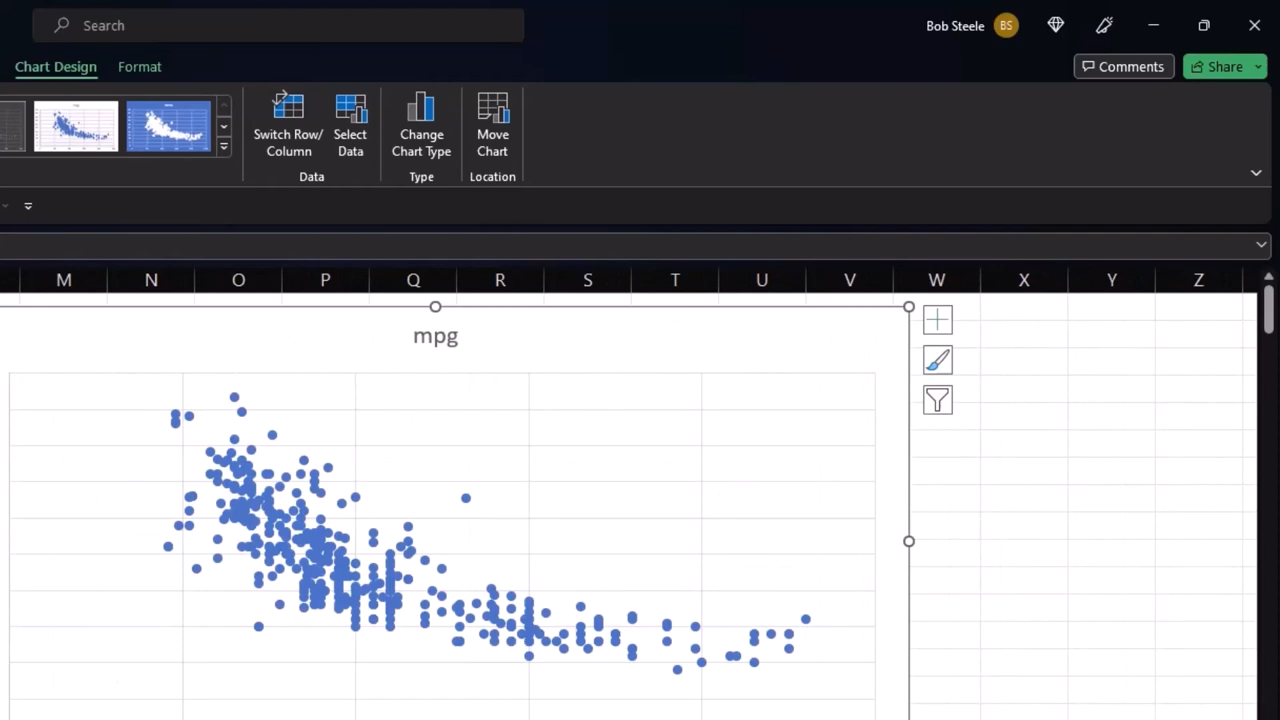 Search
Bob Steele BS
Chart Design Format
Comments Share
Switch Row/
Column
Select
Data
Change
Chart Type
Move
Chart
Data Type Location
M N O P Q R S T U V W X Y Z
mpg